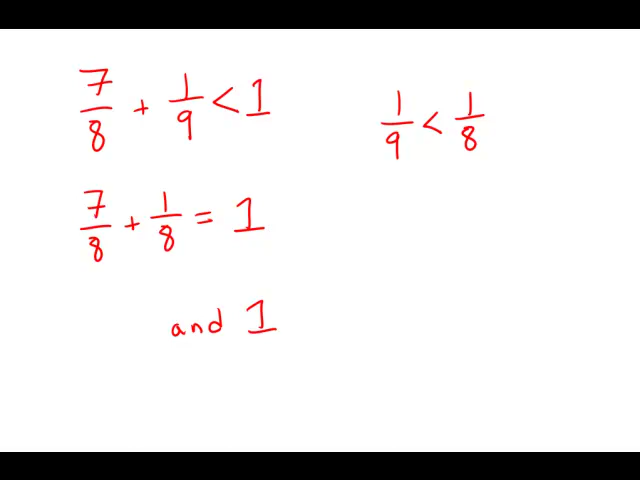 7/8 + 1/9 < 1
1/9 < 1/8
7/8 + 1/8 = 1
and 1